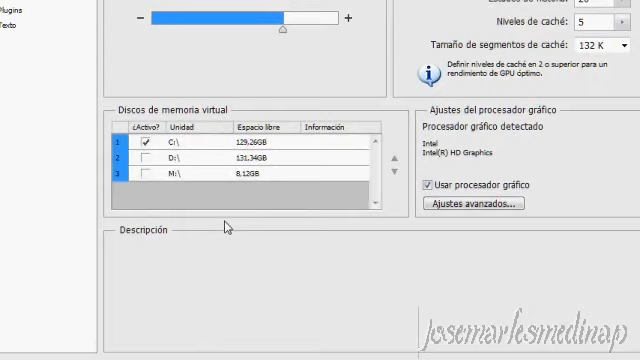 Plugins
Texto
−
+
Niveles de caché:
5
Tamaño de segmentos de caché:
132 K
Definir niveles de caché en 2 o superior para un
rendimiento de GPU óptimo.
Discos de memoria virtual
¿Activo? Unidad Espacio libre Información
1 C:\ 129,26GB
2 D:\ 131,34GB
3 M:\ 8,12GB
Ajustes del procesador gráfico
Procesador gráfico detectado
Intel
Intel(R) HD Graphics
Usar procesador gráfico
Ajustes avanzados...
Descripción
josemarlesmedinap